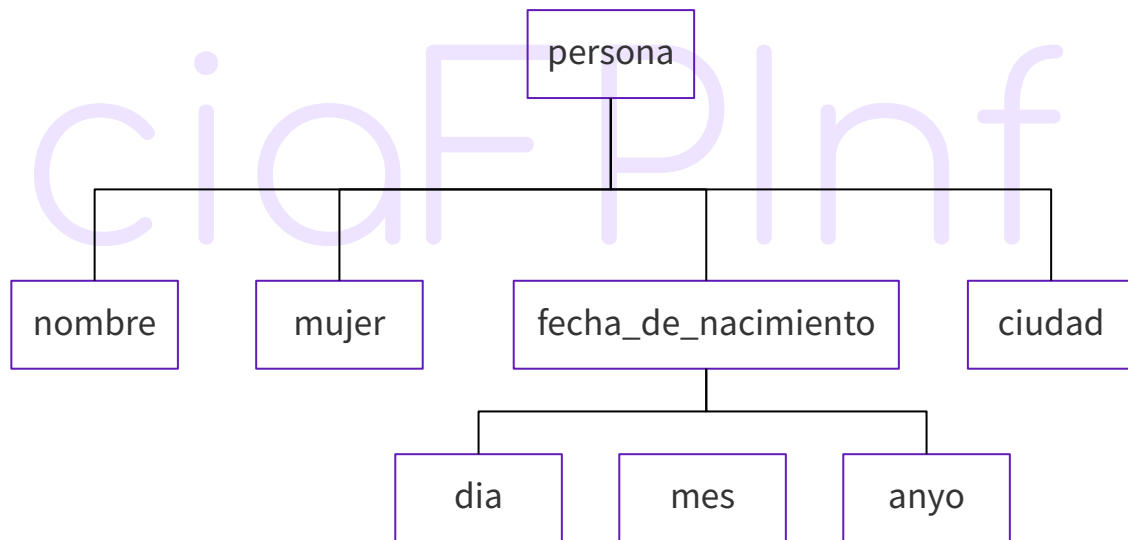 persona
ciaFPInf
nombre mujer fecha_de_nacimiento ciudad
dia mes anyo